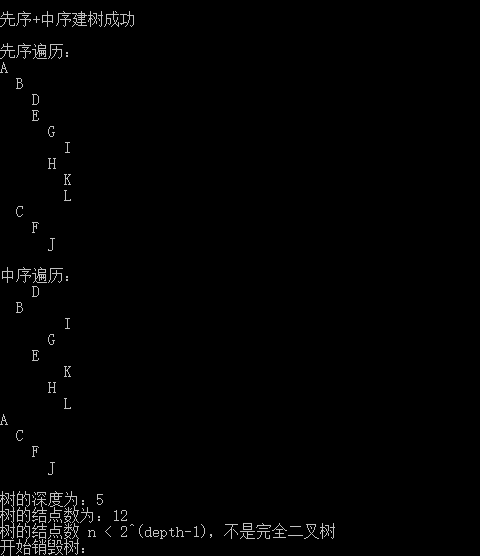 先序+中序建树成功
先序遍历：
A
B
D
E
G
I
H
K
L
C
F
J
中序遍历：
D
B
I
G
E
K
H
L
A
C
F
J
树的深度为：5
树的结点数为：12
树的结点数 n < 2^(depth-1)，不是完全二叉树
开始销毁树：